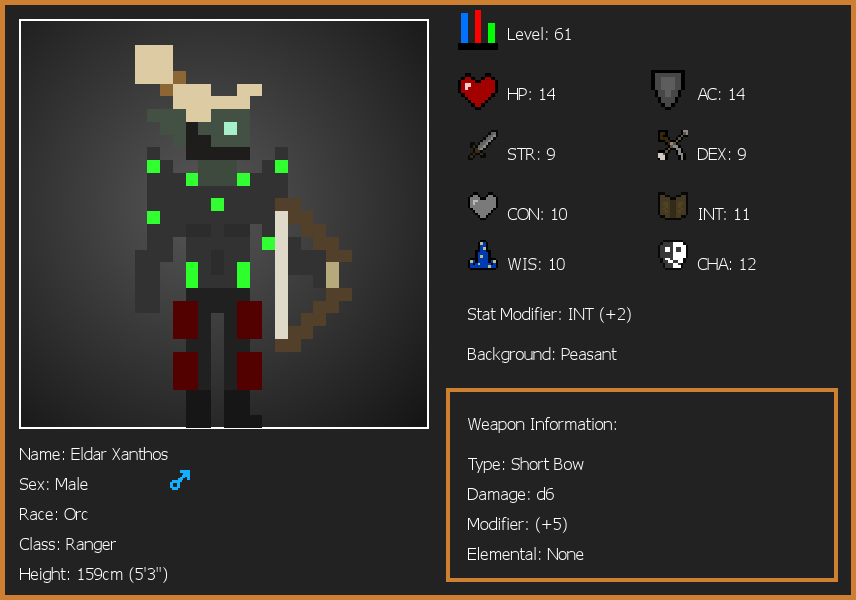 Level: 61
HP: 14
AC: 14
STR: 9
DEX: 9
CON: 10
INT: 11
WIS: 10
CHA: 12
Stat Modifier: INT (+2)
Background: Peasant
Weapon Information:
Type: Short Bow
Damage: d6
Modifier: (+5)
Elemental: None
Name: Eldar Xanthos
Sex: Male
Race: Orc
Class: Ranger
Height: 159cm (5'3")